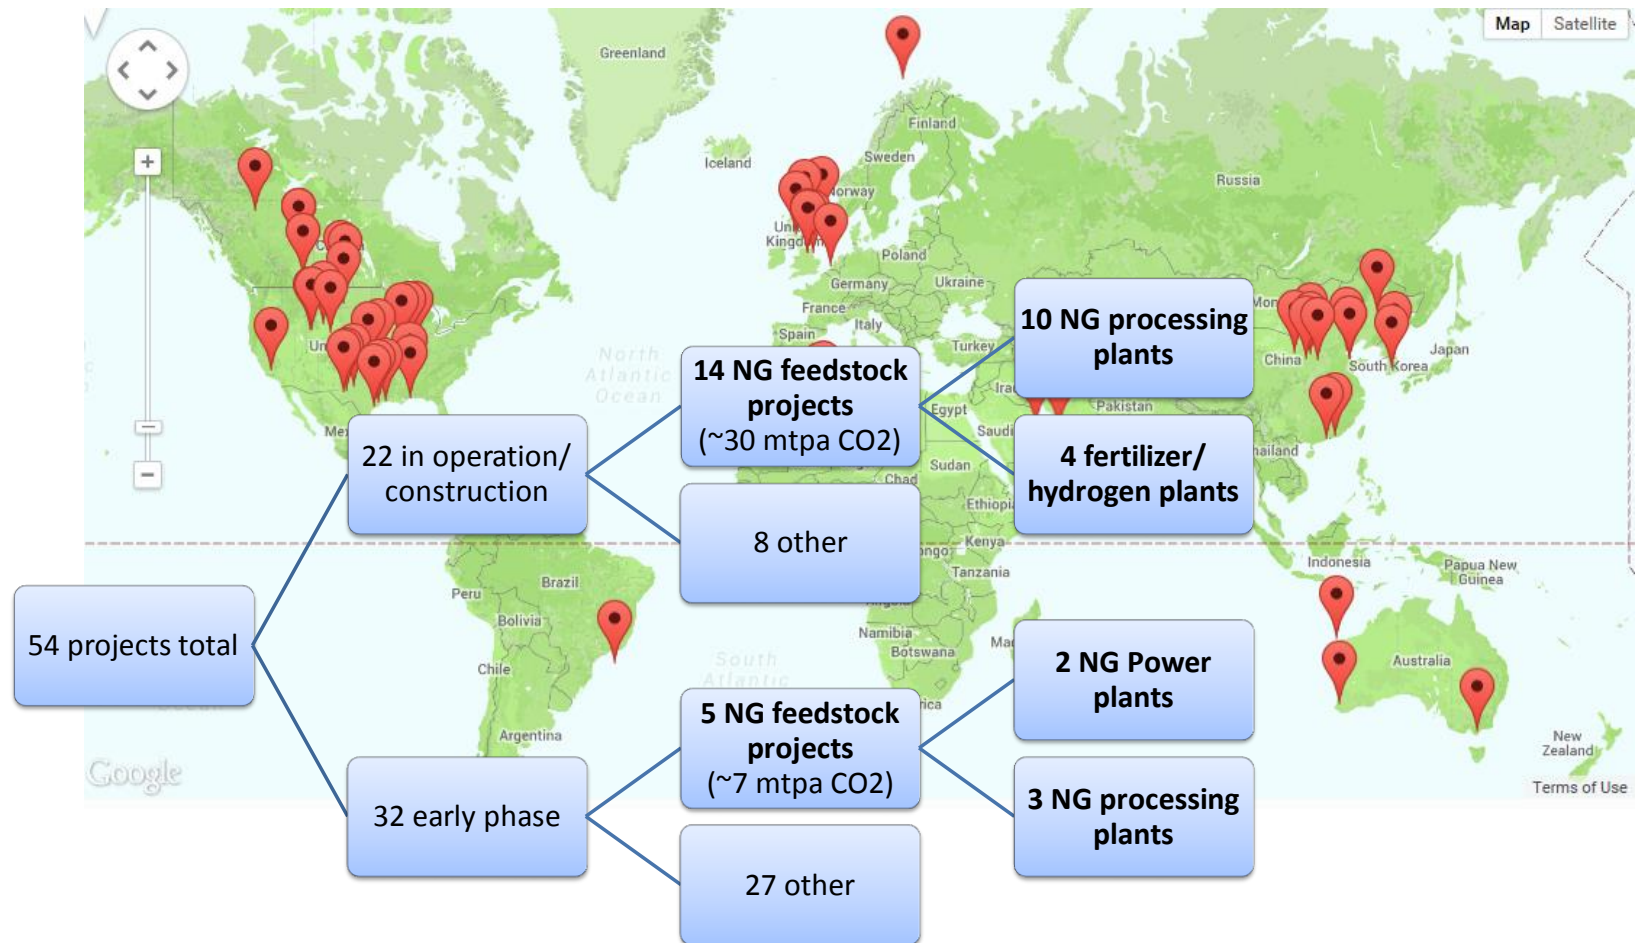 Map
Satellite
Greenland
Iceland
Finland
Sweden
Norway
Russia
Kingdom
Poland
Germany
Ukraine
France
Spain
Italy
Turkey
North
Atlantic
Ocean
China
South Korea
Japan
Pakistan
Egypt
Sudan
Chad
Kenya
Tanzania
Namibia
Botswana
Indonesia
Papua New
Guinea
Australia
New
Zealand
Brazil
Peru
Bolivia
Chile
Argentina
South
Atlantic
54 projects total
22 in operation/
construction
32 early phase
14 NG feedstock
projects
(~30 mtpa CO2)
8 other
5 NG feedstock
projects
(~7 mtpa CO2)
27 other
10 NG processing
plants
4 fertilizer/
hydrogen plants
2 NG Power
plants
3 NG processing
plants
Google
Terms of Use